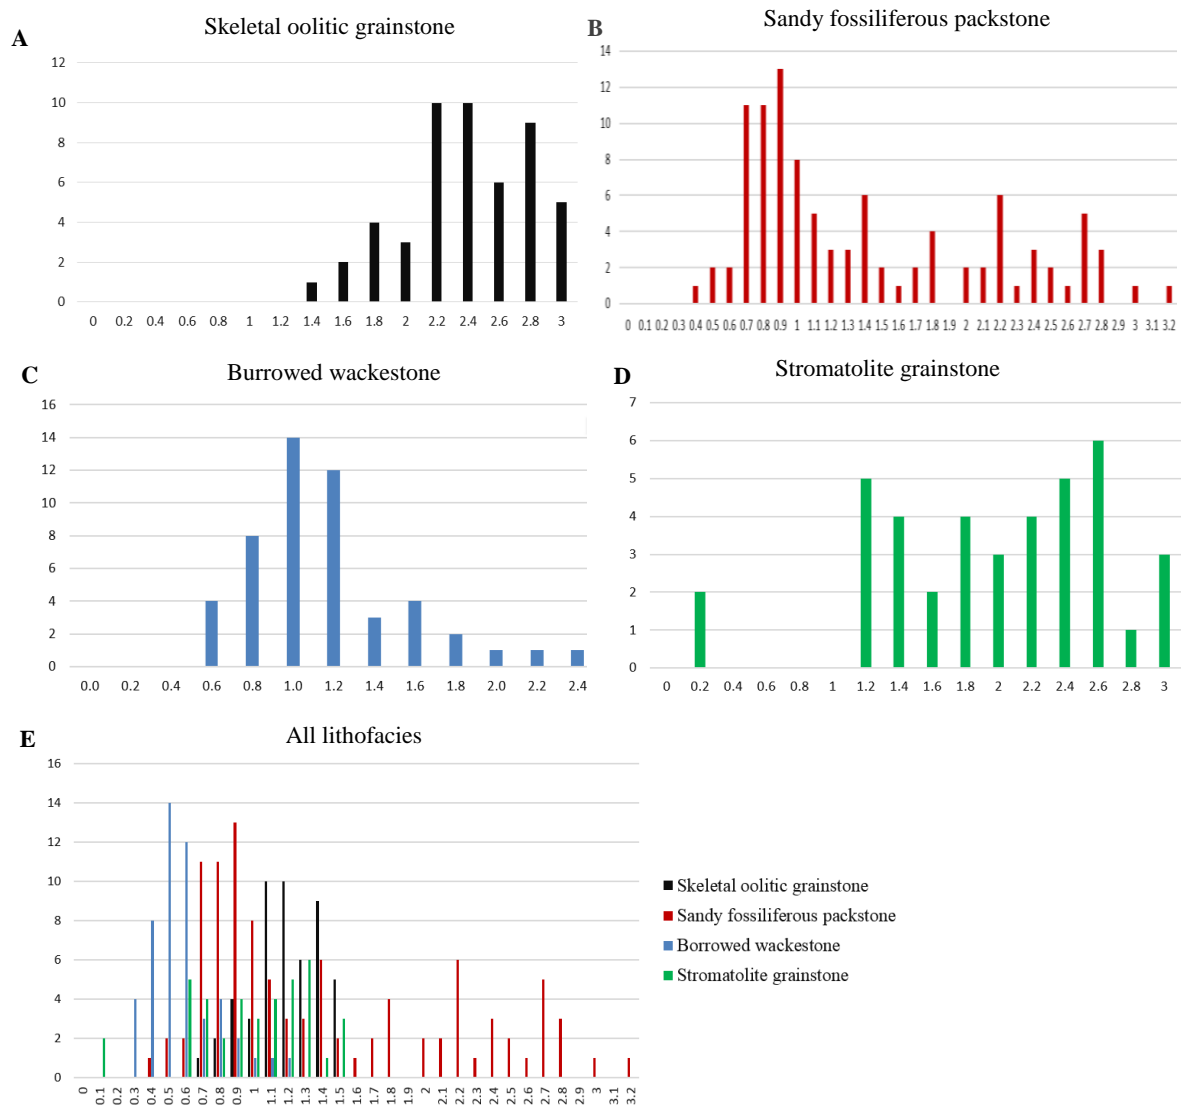 A
Skeletal oolitic grainstone
12
10
8
6
4
2
0
0 0.2 0.4 0.6 0.8 1 1.2 1.4 1.6 1.8 2 2.2 2.4 2.6 2.8 3
B
Sandy fossiliferous packstone
14
12
10
8
6
4
2
0
0 0.1 0.2 0.3 0.4 0.5 0.6 0.7 0.8 0.9 1 1.1 1.2 1.3 1.4 1.5 1.6 1.7 1.8 1.9 2 2.1 2.2 2.3 2.4 2.5 2.6 2.7 2.8 2.9 3 3.1 3.2
C
Burrowed wackestone
16
14
12
10
8
6
4
2
0
0.0 0.2 0.4 0.6 0.8 1.0 1.2 1.4 1.6 1.8 2.0 2.2 2.4
D
Stromatolite grainstone
7
6
5
4
3
2
1
0
0 0.2 0.4 0.6 0.8 1 1.2 1.4 1.6 1.8 2 2.2 2.4 2.6 2.8 3
E
All lithofacies
16
14
12
10
8
6
4
2
0
0 0.1 0.2 0.3 0.4 0.5 0.6 0.7 0.8 0.9 1 1.1 1.2 1.3 1.4 1.5 1.6 1.7 1.8 1.9 2 2.1 2.2 2.3 2.4 2.5 2.6 2.7 2.8 2.9 3 3.1 3.2
Skeletal oolitic grainstone
Sandy fossiliferous packstone
Borrowed wackestone
Stromatolite grainstone